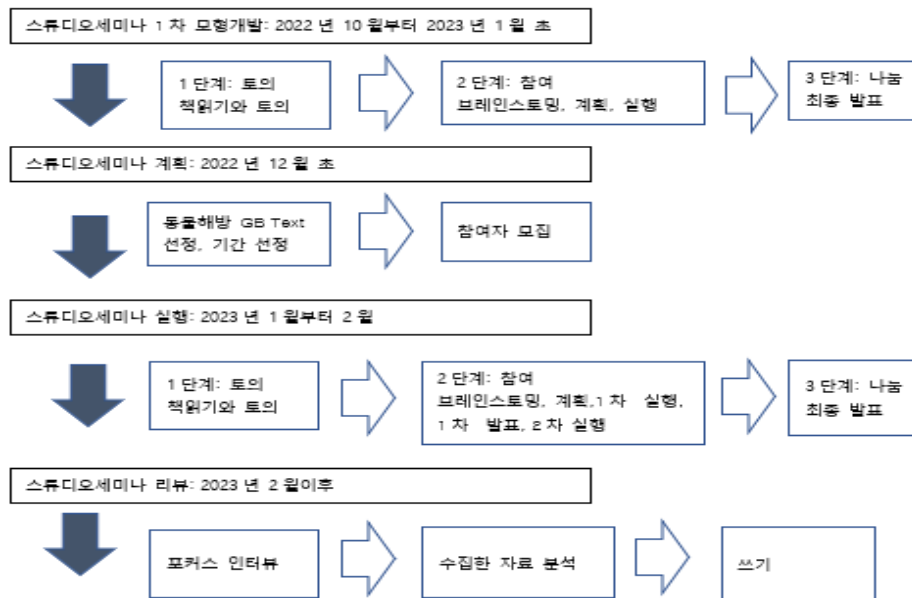 스튜디오세미나 1 차 모형개발: 2022 년 10 월부터 2023 년 1 월 초
1 단계: 토의
책읽기와 토의
2 단계: 참여
브레인스토밍, 계획, 실행
3 단계: 나눔
최종 발표
스튜디오세미나 계획: 2022 년 12 월 초
동물해방 GB Text
선정, 기간 선정
참여자 모집
스튜디오세미나 실행: 2023 년 1 월부터 2 월
1 단계: 토의
책읽기와 토의
2 단계: 참여
브레인스토밍, 계획,1 차 실행,
1 차 발표, 2 차 실행
3 단계: 나눔
최종 발표
스튜디오세미나 리뷰: 2023 년 2 월이후
포커스 인터뷰
수집한 자료 분석
쓰기